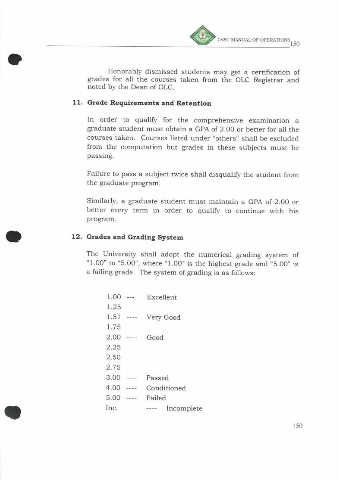 LSPU MANUAL OF OPERATIONS
150
Honorably dismissed students may get a certification of
grades for all the courses taken from the OLC Registrar and
noted by the Dean of OLC.
11. Grade Requirements and Retention
In order to qualify for the comprehensive examination a
graduate student must obtain a GPA of 2.00 or better for all the
courses taken. Courses listed under "others" shall be excluded
from the computation but grades in these subjects must be
passing.
Failure to pass a subject twice shall disqualify the student from
the graduate program.
Similarly, a graduate student must maintain a GPA of 2.00 or
better every term in order to qualify to continue with his
program.
12. Grades and Grading System
The University shall adopt the numerical grading system of
"1.00" to "5.00", where "1.00" is the highest grade and "5.00" is
a failing grade. The system of grading is as follows:
1.00 --- Excellent
1.25
1.51 ---- Very Good
1.75
2.00 ---- Good
2.25
2.50
2.75
3.00 ---- Passed
4.00 ---- Conditioned
5.00 ---- Failed
Inc. ---- Incomplete
150